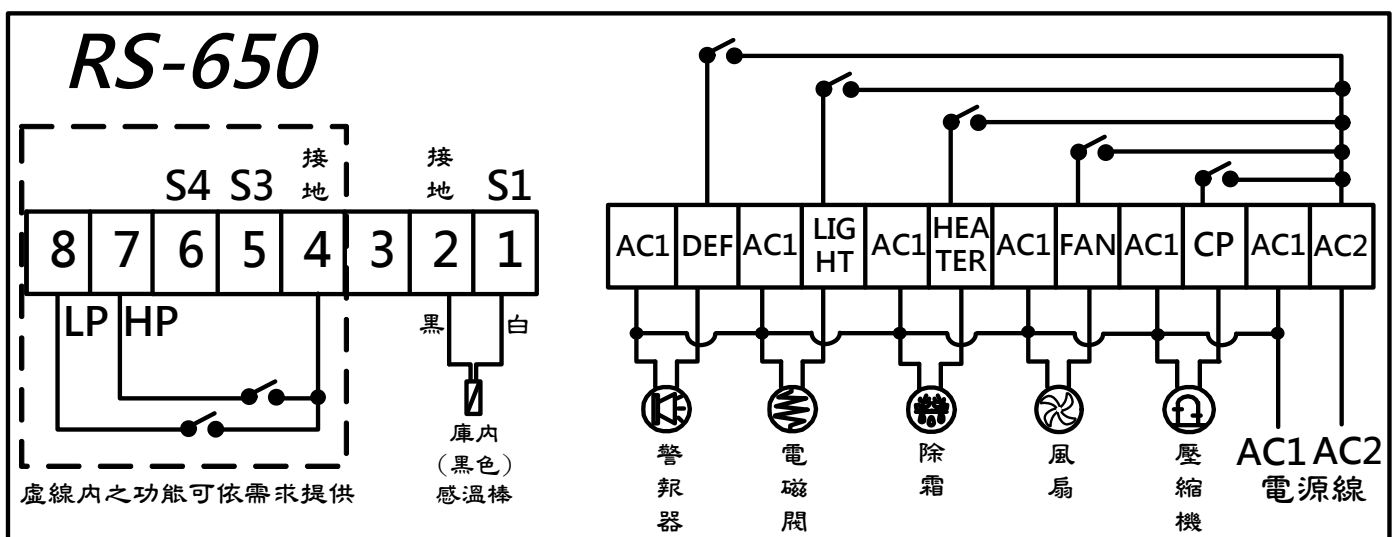 RS-650
接地
接地
S4 S3 S1
8 7 6 5 4 3 2 1
LP HP
黑 白
庫內
(黑色)
感溫棒
虛線內之功能可依需求提供
AC1 DEF AC1 LIGHT AC1 HEATER AC1 FAN AC1 CP AC1 AC2
警報器
電磁閥
除霜
風扇
壓縮機
AC1 AC2
電源線